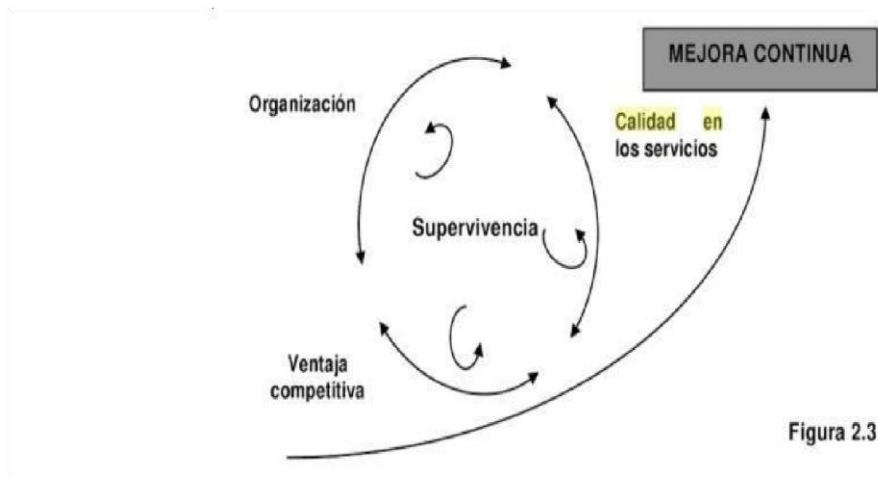 MEJORA CONTINUA
Organización
Calidad en
los servicios
Supervivencia
Ventaja
competitiva
Figura 2.3